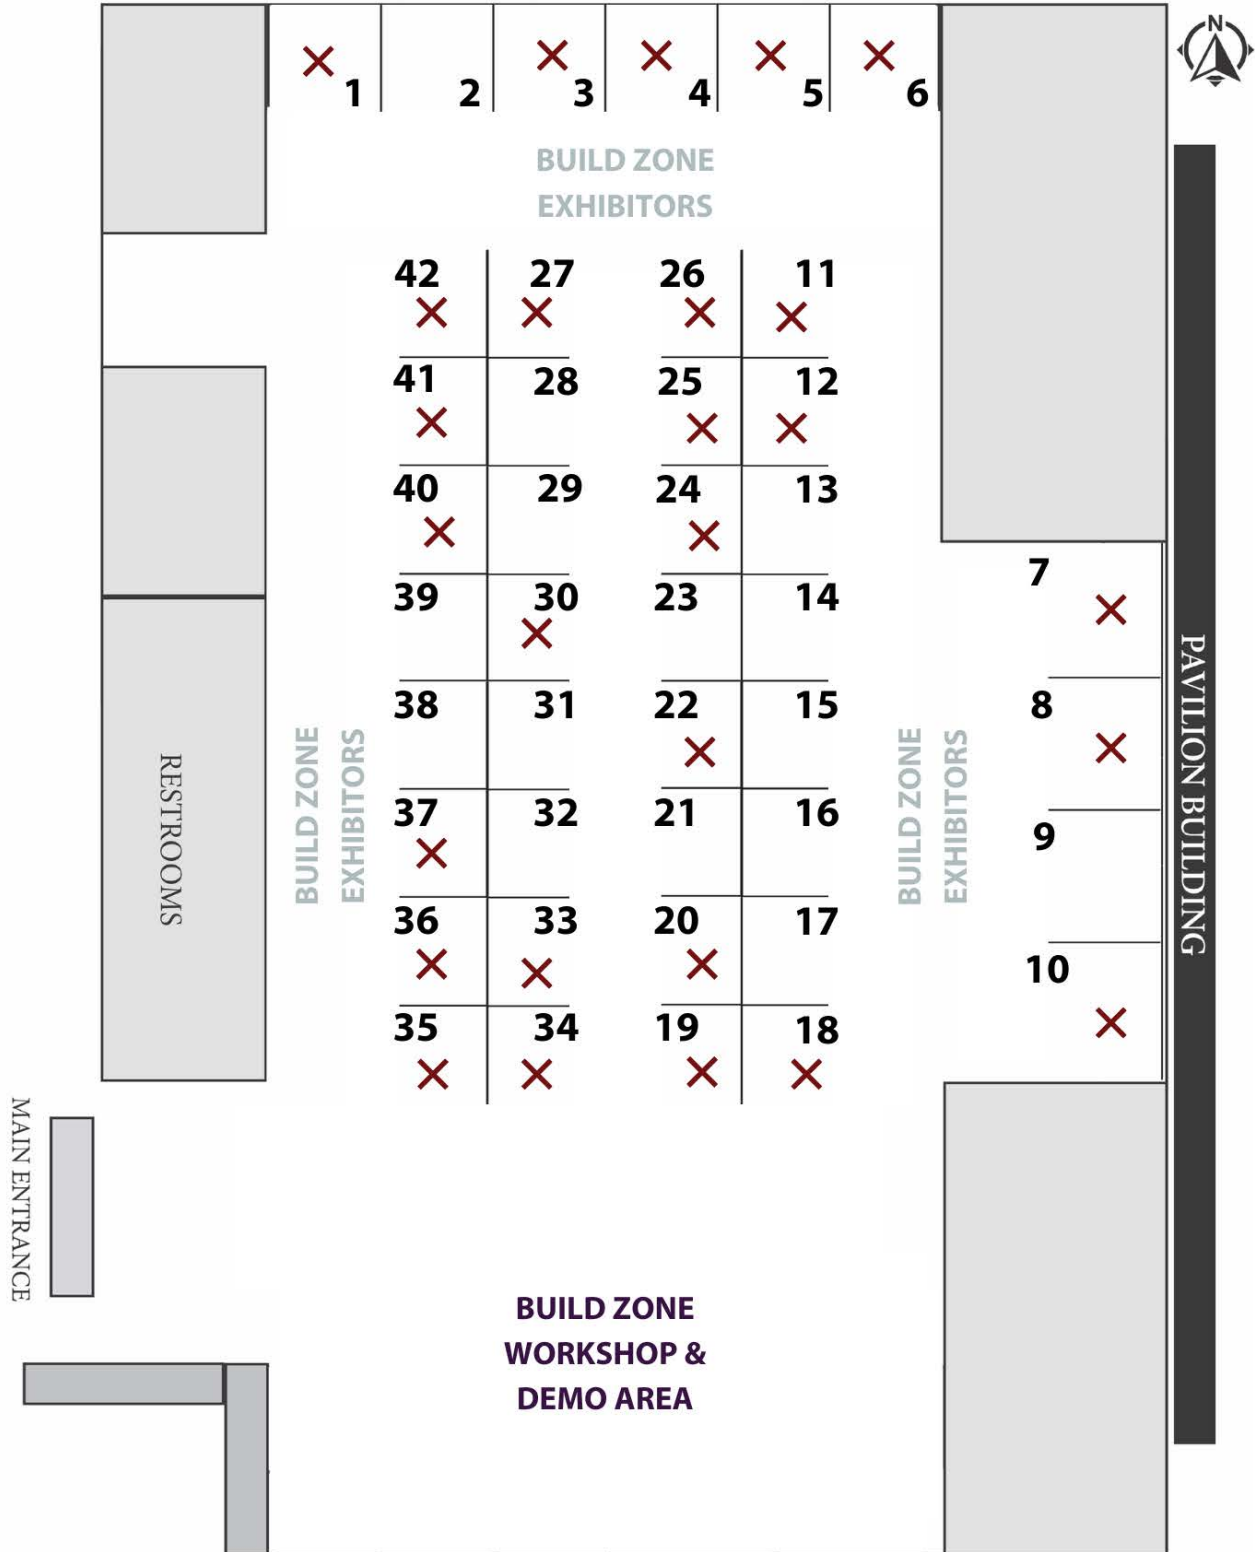 N
1 2 3 4 5 6
BUILD ZONE
EXHIBITORS
42 27 26 11
41 28 25 12
40 29 24 13
39 30 23 14
38 31 22 15
37 32 21 16
36 33 20 17
35 34 19 18
7
8
9
10
RESTROOMS
BUILD ZONE
EXHIBITORS
BUILD ZONE
EXHIBITORS
PAVILION BUILDING
MAIN ENTRANCE
BUILD ZONE
WORKSHOP &
DEMO AREA